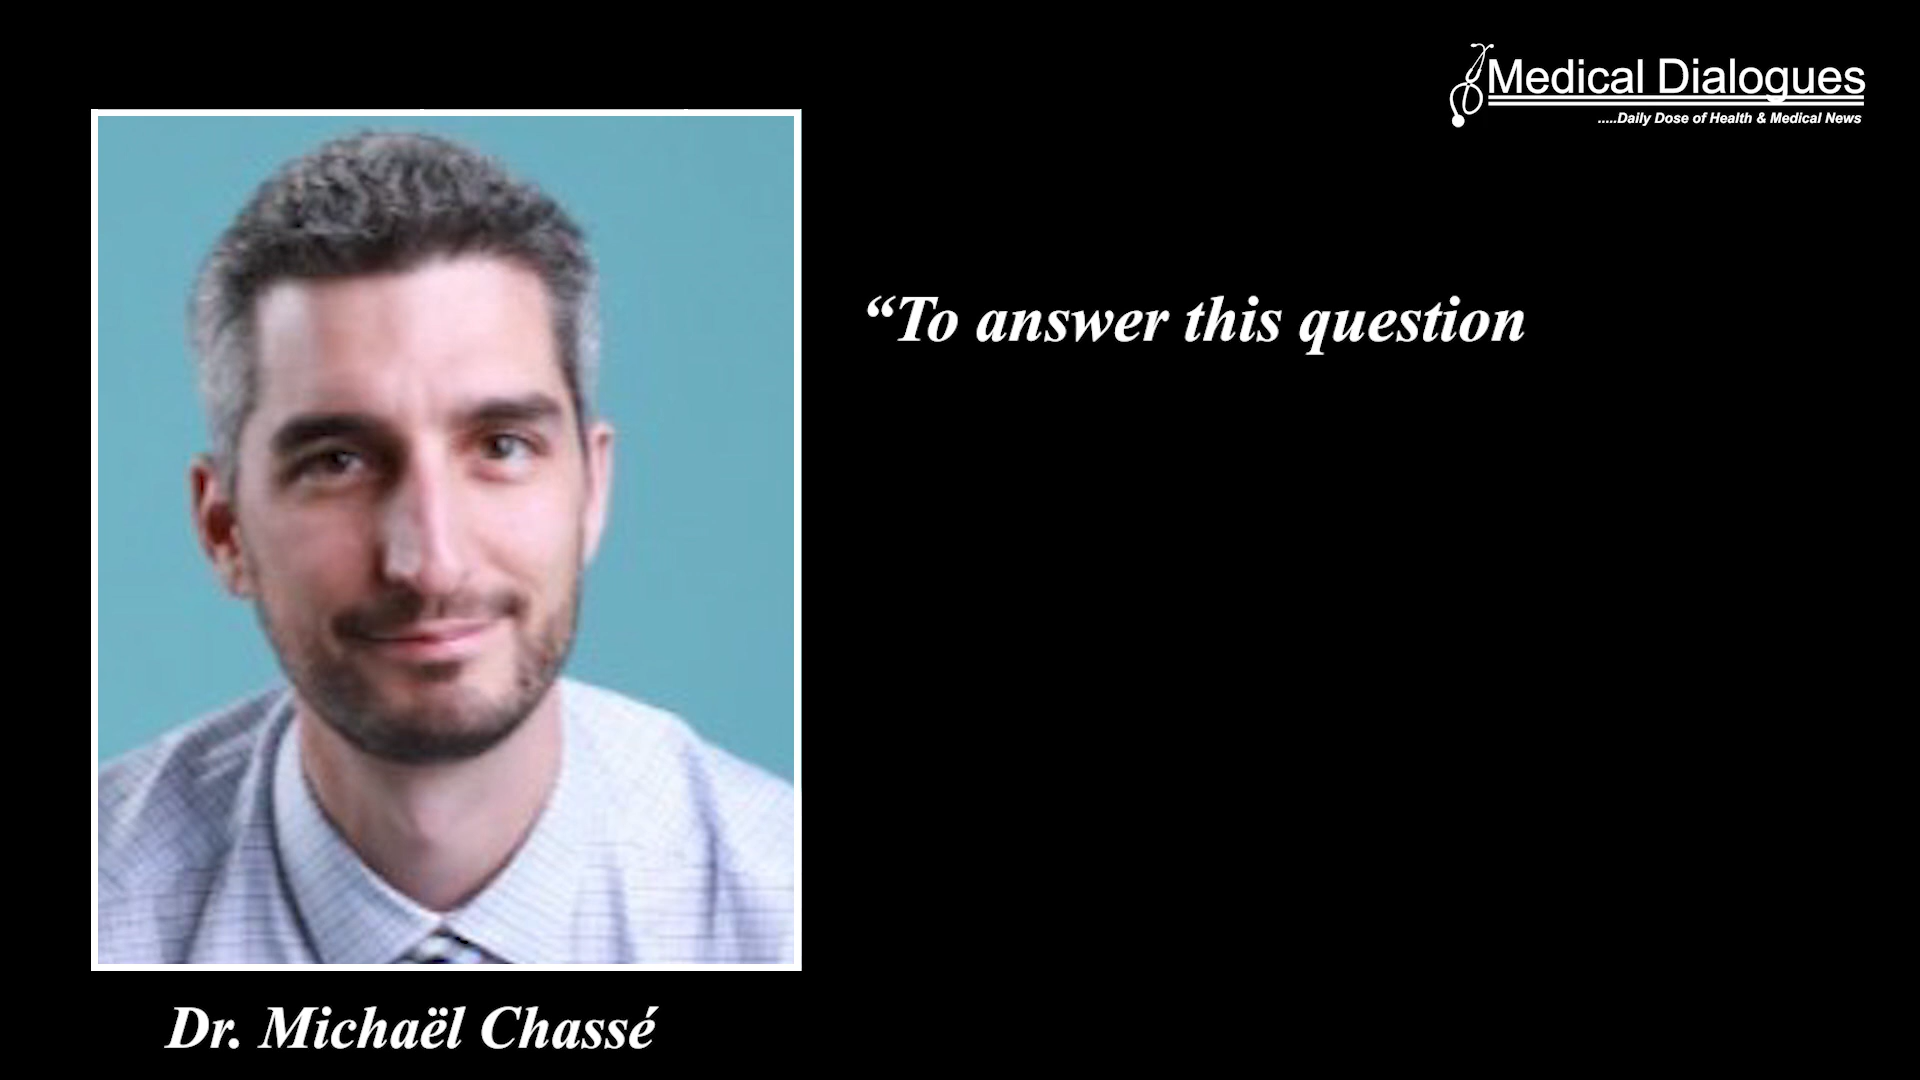 Medical Dialogues
.....Daily Dose of Health & Medical News
“To answer this question
Dr. Michaël Chassé